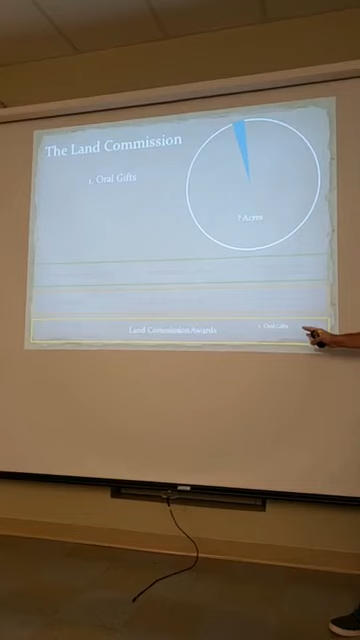 The Land Commission
1. Oral Gifts
? Acres
Land Commission Awards
1. Oral Gifts